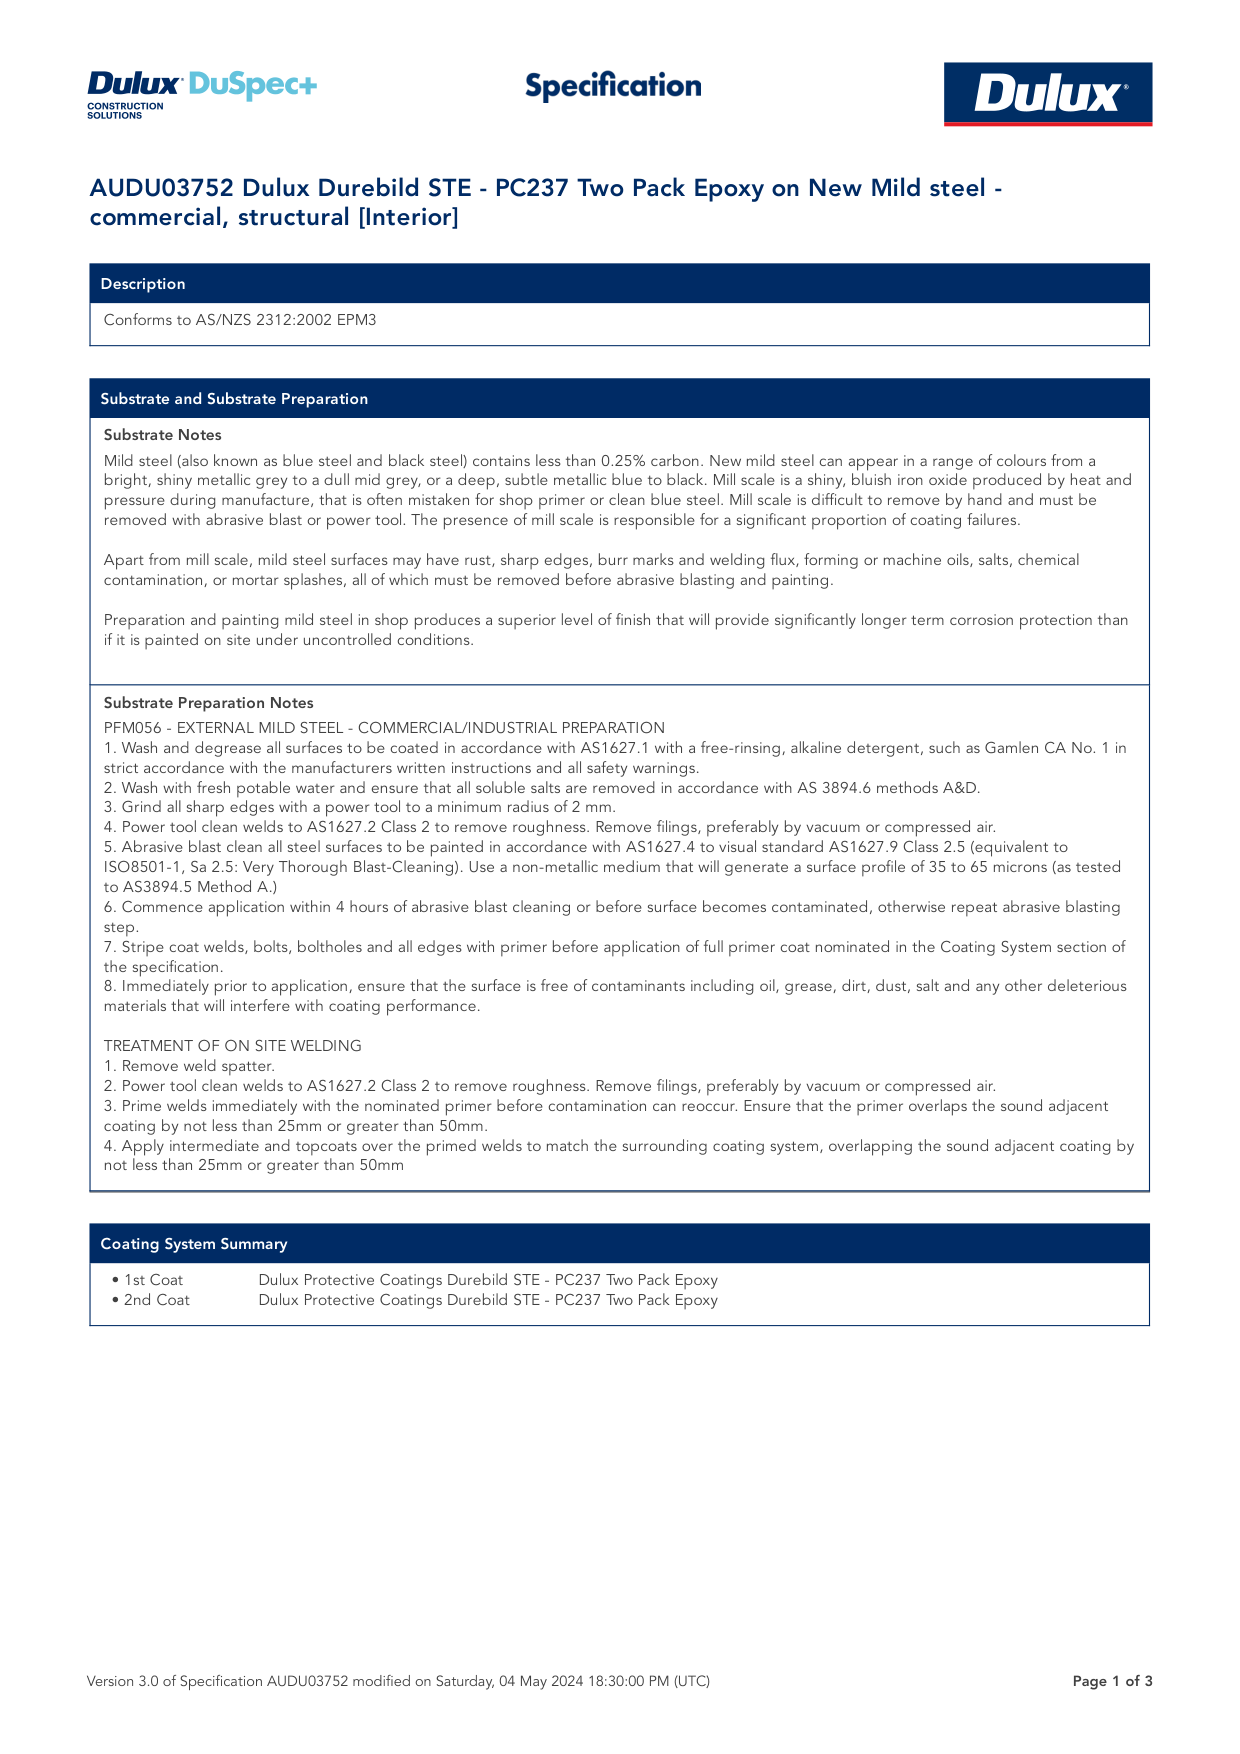 Dulux DuSpec+
CONSTRUCTION
SOLUTIONS
Specification
Dulux®
AUDU03752 Dulux Durebild STE - PC237 Two Pack Epoxy on New Mild steel -
commercial, structural [Interior]
Description
Conforms to AS/NZS 2312:2002 EPM3
Substrate and Substrate Preparation
Substrate Notes
Mild steel (also known as blue steel and black steel) contains less than 0.25% carbon. New mild steel can appear in a range of colours from a
bright, shiny metallic grey to a dull mid grey, or a deep, subtle metallic blue to black. Mill scale is a shiny, bluish iron oxide produced by heat and
pressure during manufacture, that is often mistaken for shop primer or clean blue steel. Mill scale is difficult to remove by hand and must be
removed with abrasive blast or power tool. The presence of mill scale is responsible for a significant proportion of coating failures.
Apart from mill scale, mild steel surfaces may have rust, sharp edges, burr marks and welding flux, forming or machine oils, salts, chemical
contamination, or mortar splashes, all of which must be removed before abrasive blasting and painting.
Preparation and painting mild steel in shop produces a superior level of finish that will provide significantly longer term corrosion protection than
if it is painted on site under uncontrolled conditions.
Substrate Preparation Notes
PFM056 - EXTERNAL MILD STEEL - COMMERCIAL/INDUSTRIAL PREPARATION
1. Wash and degrease all surfaces to be coated in accordance with AS1627.1 with a free-rinsing, alkaline detergent, such as Gamlen CA No. 1 in
strict accordance with the manufacturers written instructions and all safety warnings.
2. Wash with fresh potable water and ensure that all soluble salts are removed in accordance with AS 3894.6 methods A&D.
3. Grind all sharp edges with a power tool to a minimum radius of 2 mm.
4. Power tool clean welds to AS1627.2 Class 2 to remove roughness. Remove filings, preferably by vacuum or compressed air.
5. Abrasive blast clean all steel surfaces to be painted in accordance with AS1627.4 to visual standard AS1627.9 Class 2.5 (equivalent to
ISO8501-1, Sa 2.5: Very Thorough Blast-Cleaning). Use a non-metallic medium that will generate a surface profile of 35 to 65 microns (as tested
to AS3894.5 Method A.)
6. Commence application within 4 hours of abrasive blast cleaning or before surface becomes contaminated, otherwise repeat abrasive blasting
step.
7. Stripe coat welds, bolts, boltholes and all edges with primer before application of full primer coat nominated in the Coating System section of
the specification.
8. Immediately prior to application, ensure that the surface is free of contaminants including oil, grease, dirt, dust, salt and any other deleterious
materials that will interfere with coating performance.
TREATMENT OF ON SITE WELDING
1. Remove weld spatter.
2. Power tool clean welds to AS1627.2 Class 2 to remove roughness. Remove filings, preferably by vacuum or compressed air.
3. Prime welds immediately with the nominated primer before contamination can reoccur. Ensure that the primer overlaps the sound adjacent
coating by not less than 25mm or greater than 50mm.
4. Apply intermediate and topcoats over the primed welds to match the surrounding coating system, overlapping the sound adjacent coating by
not less than 25mm or greater than 50mm
Coating System Summary
• 1st Coat Dulux Protective Coatings Durebild STE - PC237 Two Pack Epoxy
• 2nd Coat Dulux Protective Coatings Durebild STE - PC237 Two Pack Epoxy
Version 3.0 of Specification AUDU03752 modified on Saturday, 04 May 2024 18:30:00 PM (UTC)
Page 1 of 3